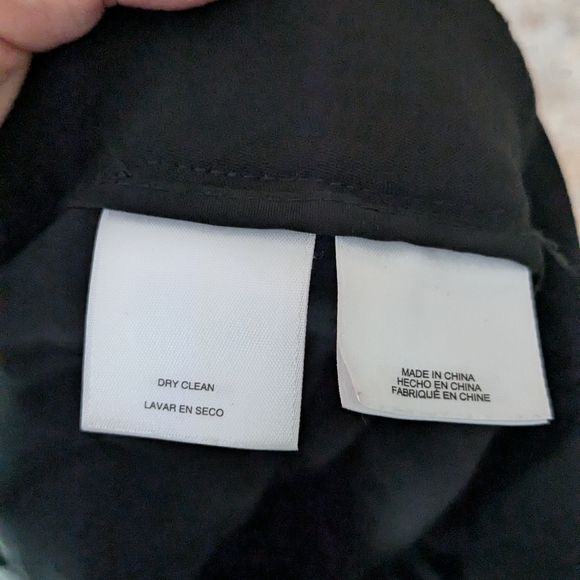 DRY CLEAN
LAVAR EN SECO
MADE IN CHINA
HECHO EN CHINA
FABRIQUÉ EN CHINE